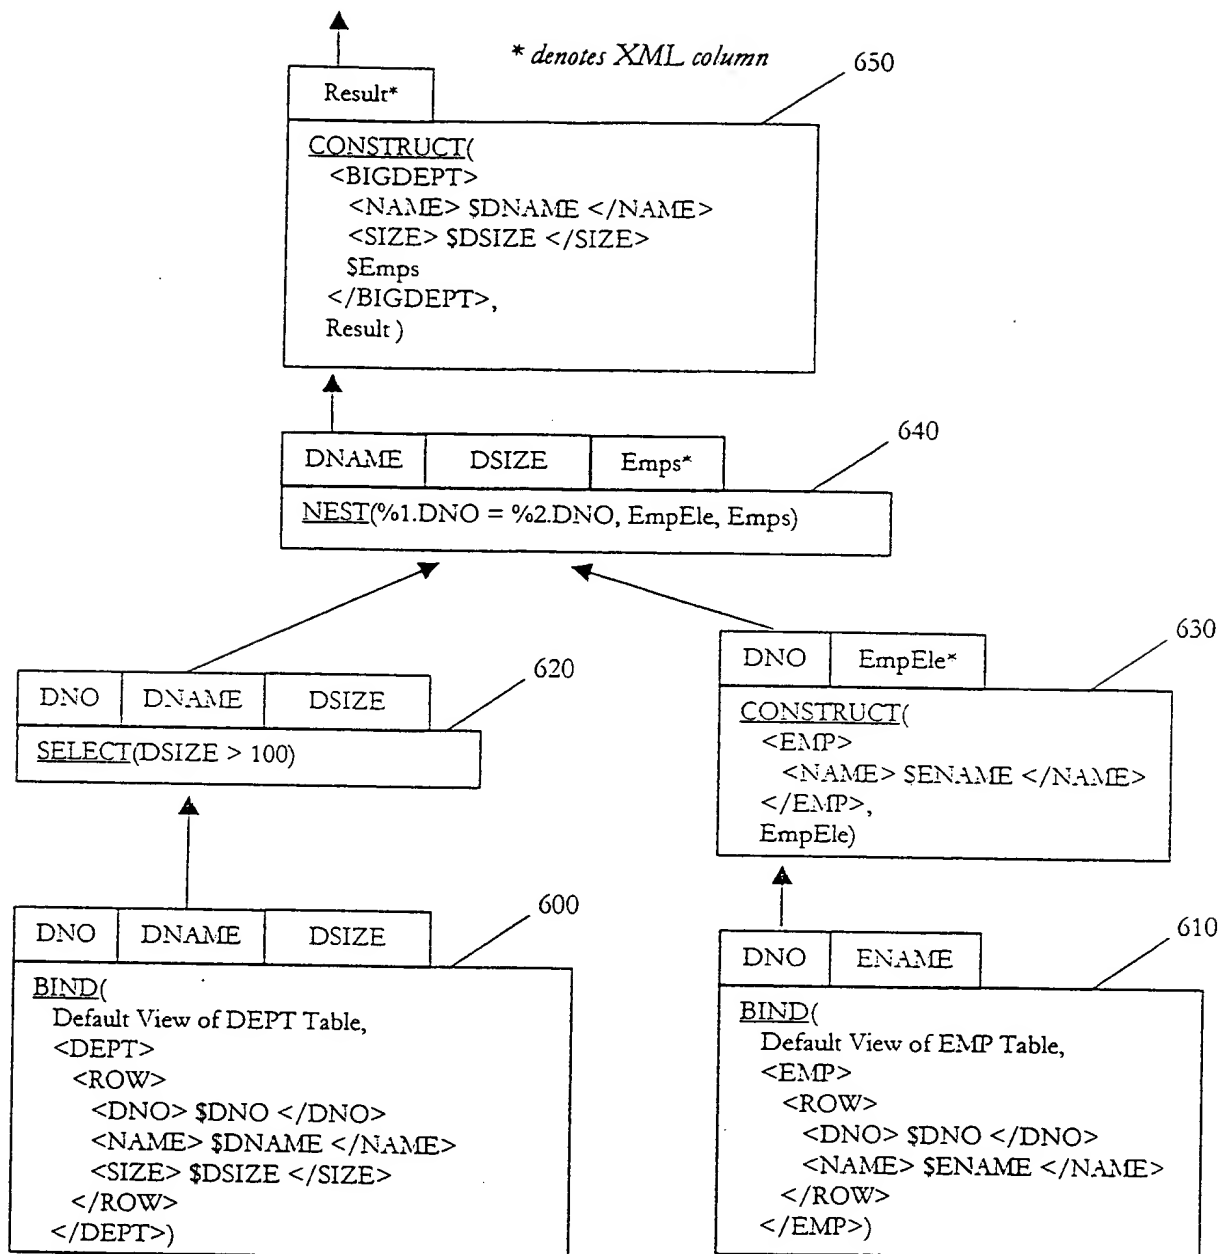 * denotes XML column
650
Result*
CONSTRUCT(
<BIGDEPT>
<NAME> $DNAME </NAME>
<SIZE> $DSIZE </SIZE>
$Emps
</BIGDEPT>,
Result )
640
DNAME DSIZE Emps*
NEST(%1.DNO = %2.DNO, EmpEle, Emps)
620
DNO DNAME DSIZE
SELECT(DSIZE > 100)
630
DNO EmpEle*
CONSTRUCT(
<EMP>
<NAME> $ENAME </NAME>
</EMP>,
EmpEle)
600
DNO DNAME DSIZE
BIND(
Default View of DEPT Table,
<DEPT>
<ROW>
<DNO> $DNO </DNO>
<NAME> $DNAME </NAME>
<SIZE> $DSIZE </SIZE>
</ROW>
</DEPT>)
610
DNO ENAME
BIND(
Default View of EMP Table,
<EMP>
<ROW>
<DNO> $DNO </DNO>
<NAME> $ENAME </NAME>
</ROW>
</EMP>)